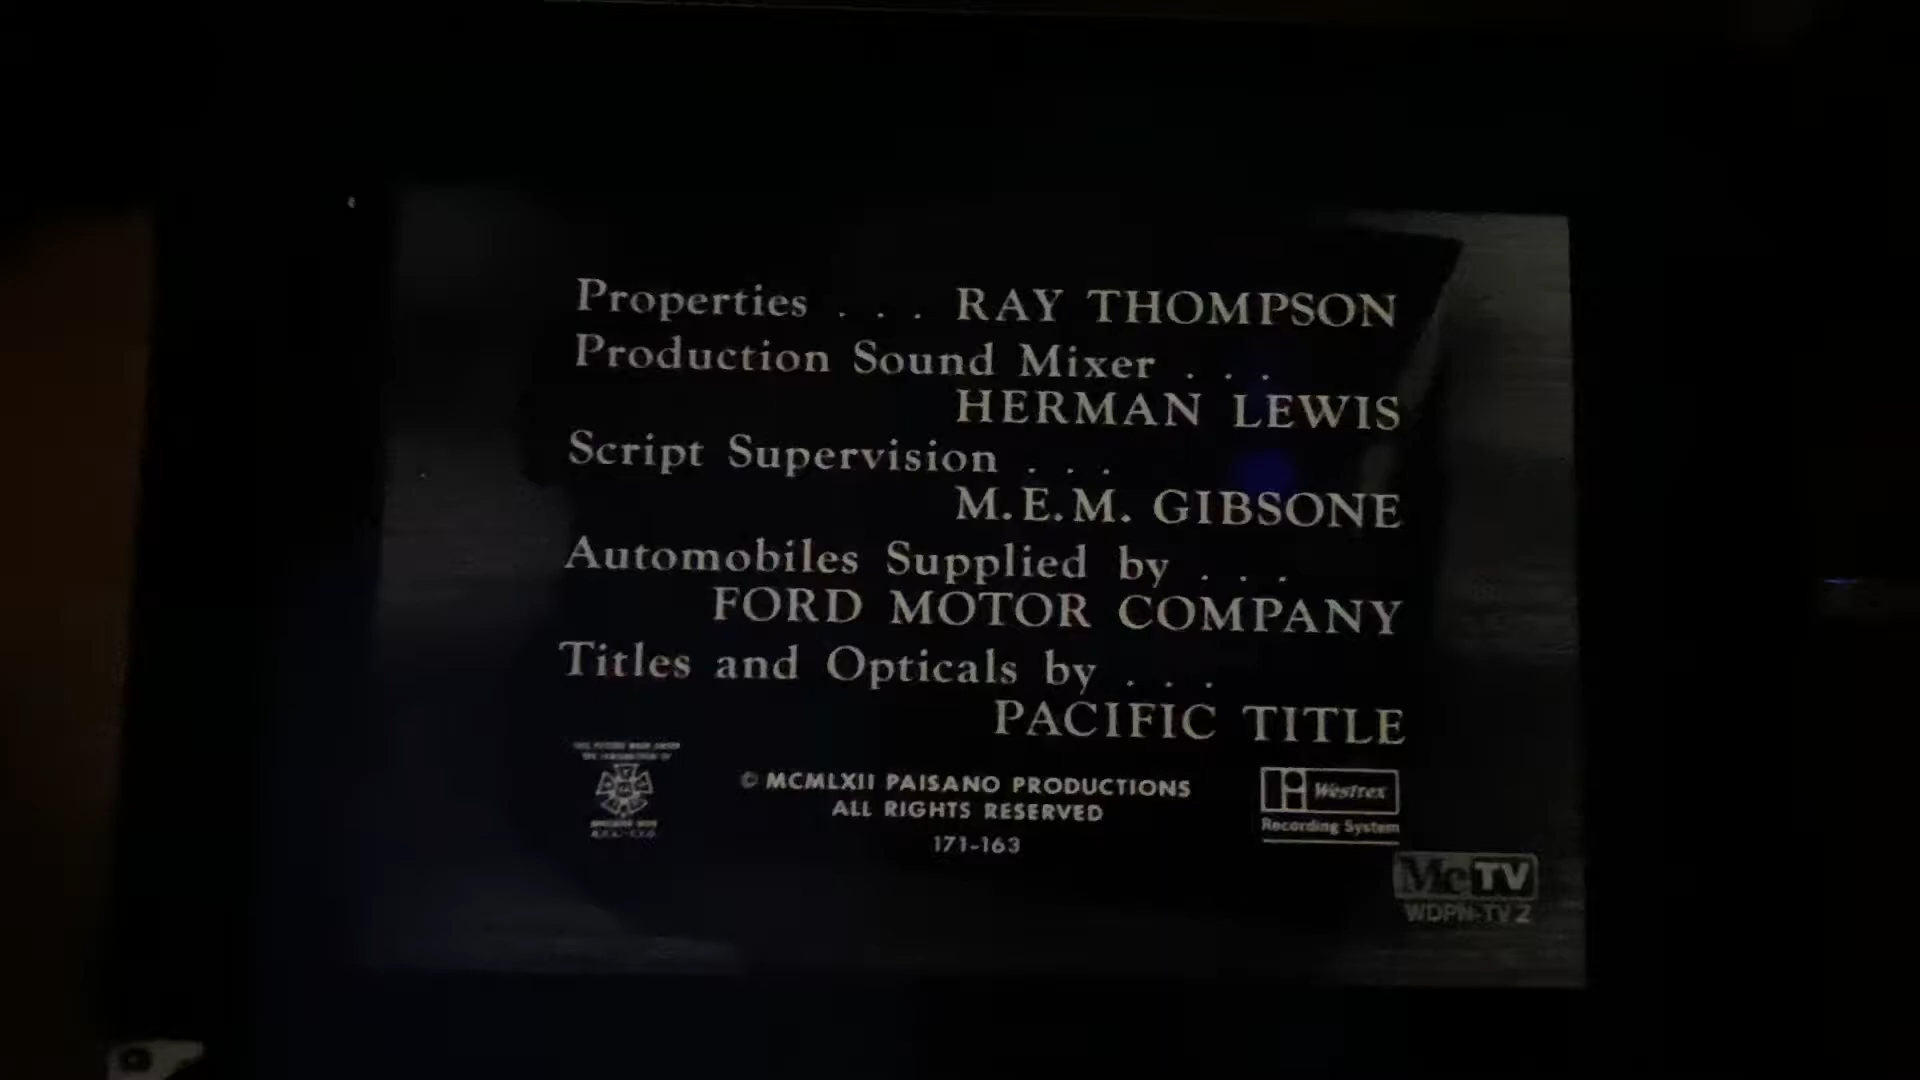 Properties . . . RAY THOMPSON
Production Sound Mixer . . .
HERMAN LEWIS
Script Supervision . . .
M.E.M. GIBSONE
Automobiles Supplied by . . .
FORD MOTOR COMPANY
Titles and Opticals by . . .
PACIFIC TITLE
© MCMLXII PAISANO PRODUCTIONS
ALL RIGHTS RESERVED
171-163
Westrex
Recording System
MeTV
WDPN-TV 2